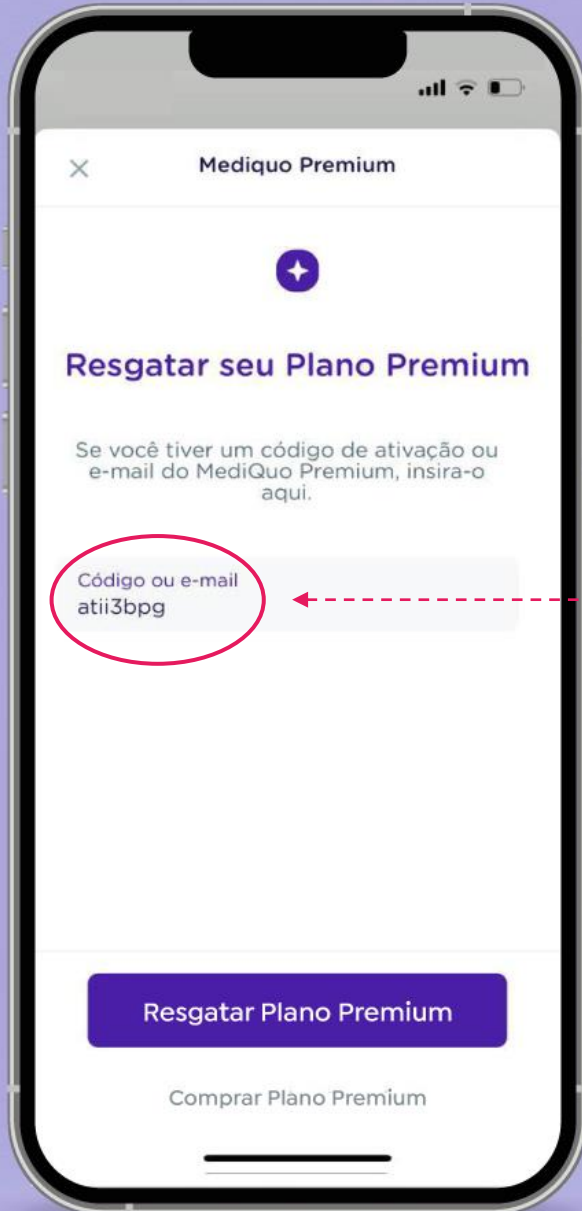 Mediquo Premium
Resgatar seu Plano Premium
Se você tiver um código de ativação ou
e-mail do MediQuo Premium, insira-o
aqui.
Código ou e-mail
atii3bpg
Resgatar Plano Premium
Comprar Plano Premium